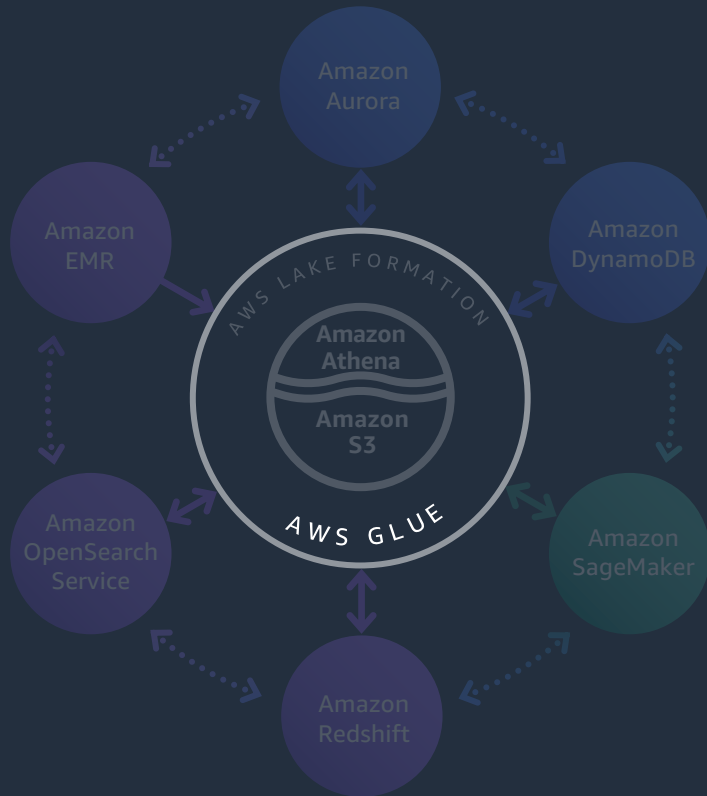 Amazon
Aurora
Amazon
EMR
Amazon
DynamoDB
AWS LAKE FORMATION
Amazon
Athena
Amazon
S3
AWS GLUE
Amazon
OpenSearch
Service
Amazon
SageMaker
Amazon
Redshift